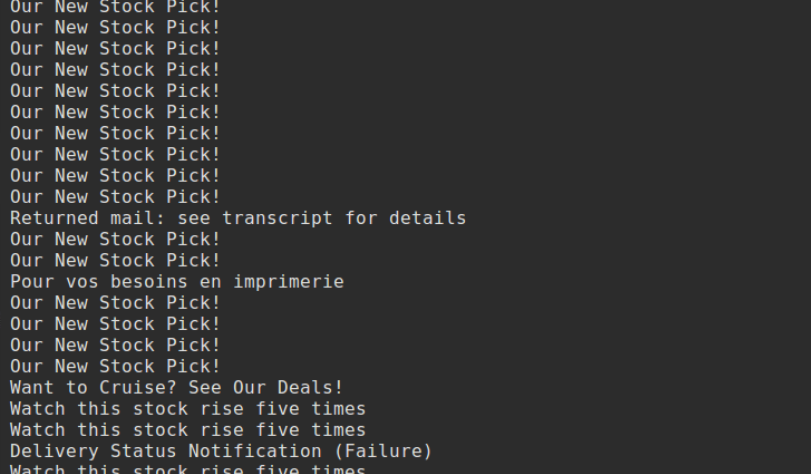 Our New Stock Pick!
Our New Stock Pick!
Our New Stock Pick!
Our New Stock Pick!
Our New Stock Pick!
Our New Stock Pick!
Our New Stock Pick!
Our New Stock Pick!
Our New Stock Pick!
Our New Stock Pick!
Returned mail: see transcript for details
Our New Stock Pick!
Our New Stock Pick!
Pour vos besoins en imprimerie
Our New Stock Pick!
Our New Stock Pick!
Our New Stock Pick!
Our New Stock Pick!
Want to Cruise? See Our Deals!
Watch this stock rise five times
Watch this stock rise five times
Delivery Status Notification (Failure)
Watch this stock rise five times